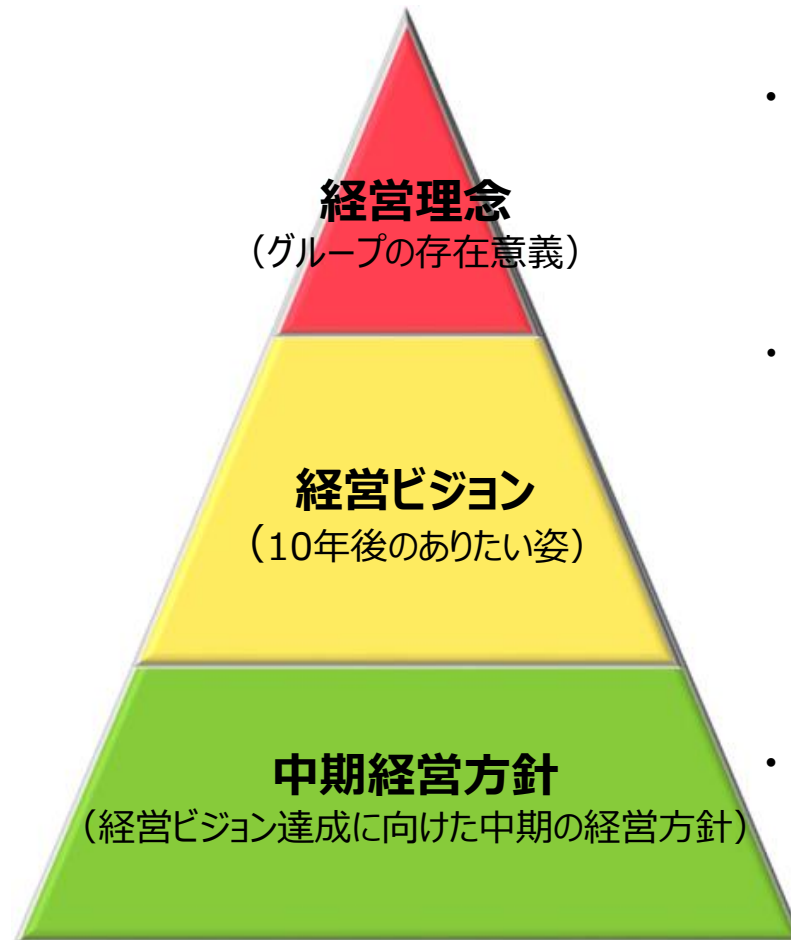 ・
経営理念
（グループの存在意義）
・
経営ビジョン
（10年後のありたい姿）
・
中期経営方針
（経営ビジョン達成に向けた中期の経営方針）